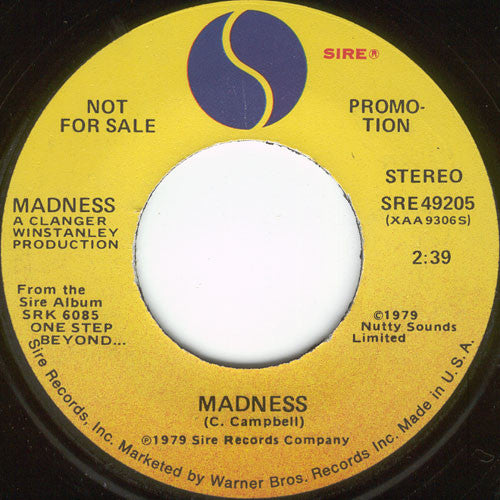 SIRE®
NOT
FOR SALE
PROMO-
TION
MADNESS
A CLANGER
WINSTANLEY
PRODUCTION
STEREO
SRE 49205
(XAA9306S)
2:39
From the
Sire Album
SRK 6085
ONE STEP
BEYOND...
©1979
Nutty Sounds
Limited
MADNESS
(C. Campbell)
℗1979 Sire Records Company
Sire Records, Inc. Marketed by Warner Bros. Records Inc. Made in U.S.A.